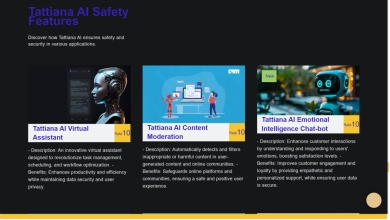 Tattiana AI Safety
Features
Discover how Tattiana AI ensures safety and
security in various applications.
Tattiana AI Virtual
Assistant
10
- Description: An innovative virtual assistant
designed to revolutionize task management,
scheduling, and workflow optimization. -
Benefits: Enhances productivity and efficiency
while maintaining data security and user
privacy.
Tattiana AI Content
Moderation
10
- Description: Automatically detects and filters
inappropriate or harmful content in user-
generated content and online communities. -
Benefits: Safeguards online platforms and
communities, ensuring a safe and positive user
experience.
New
Tattiana AI Emotional
Intelligence Chat-bot
10
- Description: Enhances customer interactions
by understanding and responding to users'
emotions, boosting satisfaction levels. -
Benefits: Improves customer engagement and
loyalty by providing empathetic and
personalized support, while ensuring user data
is secure.